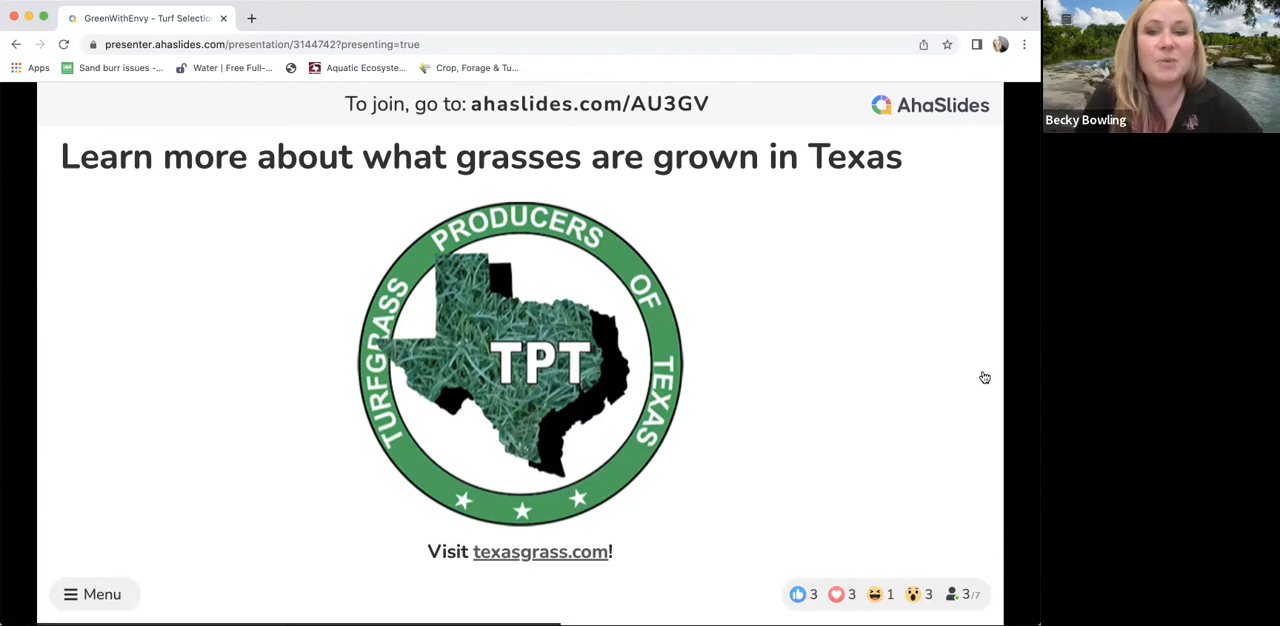 GreenWithEnvy - Turf Selectio
presenter.ahaslides.com/presentation/3144742?presenting=true
Apps
Sand burr issues -...
Water | Free Full-...
Aquatic Ecosyste...
Crop, Forage & Tu...
Becky Bowling
To join, go to: ahaslides.com/AU3GV
AhaSlides
Learn more about what grasses are grown in Texas
TURFGRASS PRODUCERS OF TEXAS
TPT
Visit texasgrass.com!
Menu
3 3 1 3 3/7